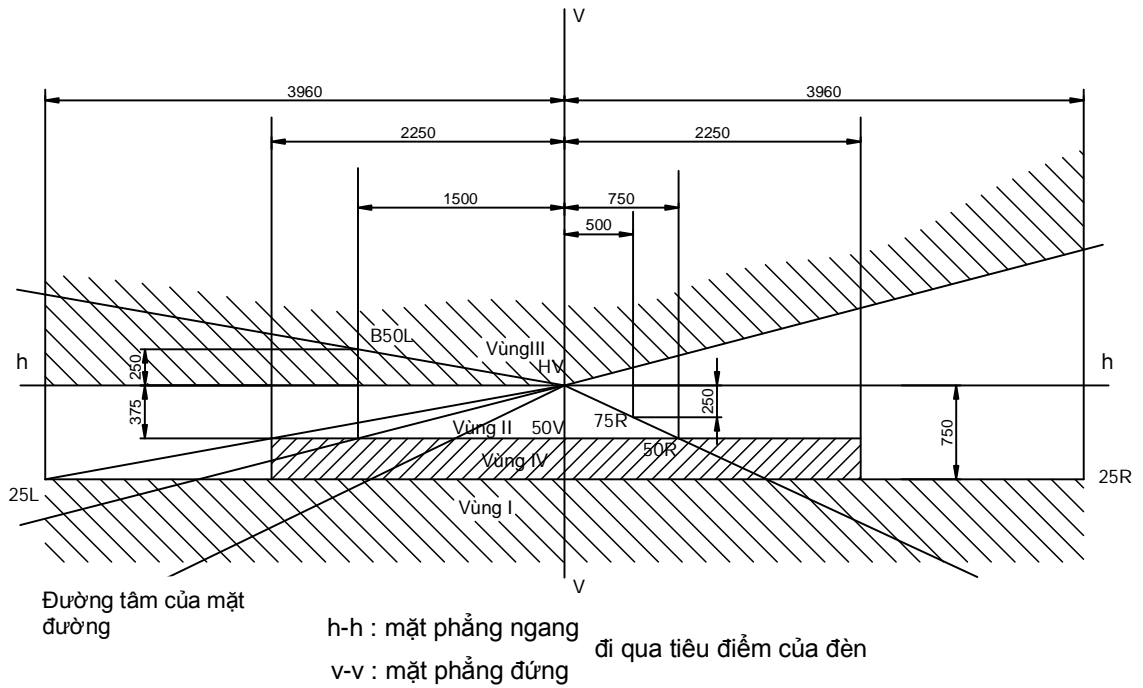 V
3960 3960
2250 2250
1500 750
500
B50L
VùngIII
HV
h h
250
375
250
750
Vùng II 50V 75R
50R
Vùng IV
25L 25R
Vùng I
V
Đường tâm của mặt
đường
h-h : mặt phẳng ngang
đi qua tiêu điểm của đèn
v-v : mặt phẳng đứng